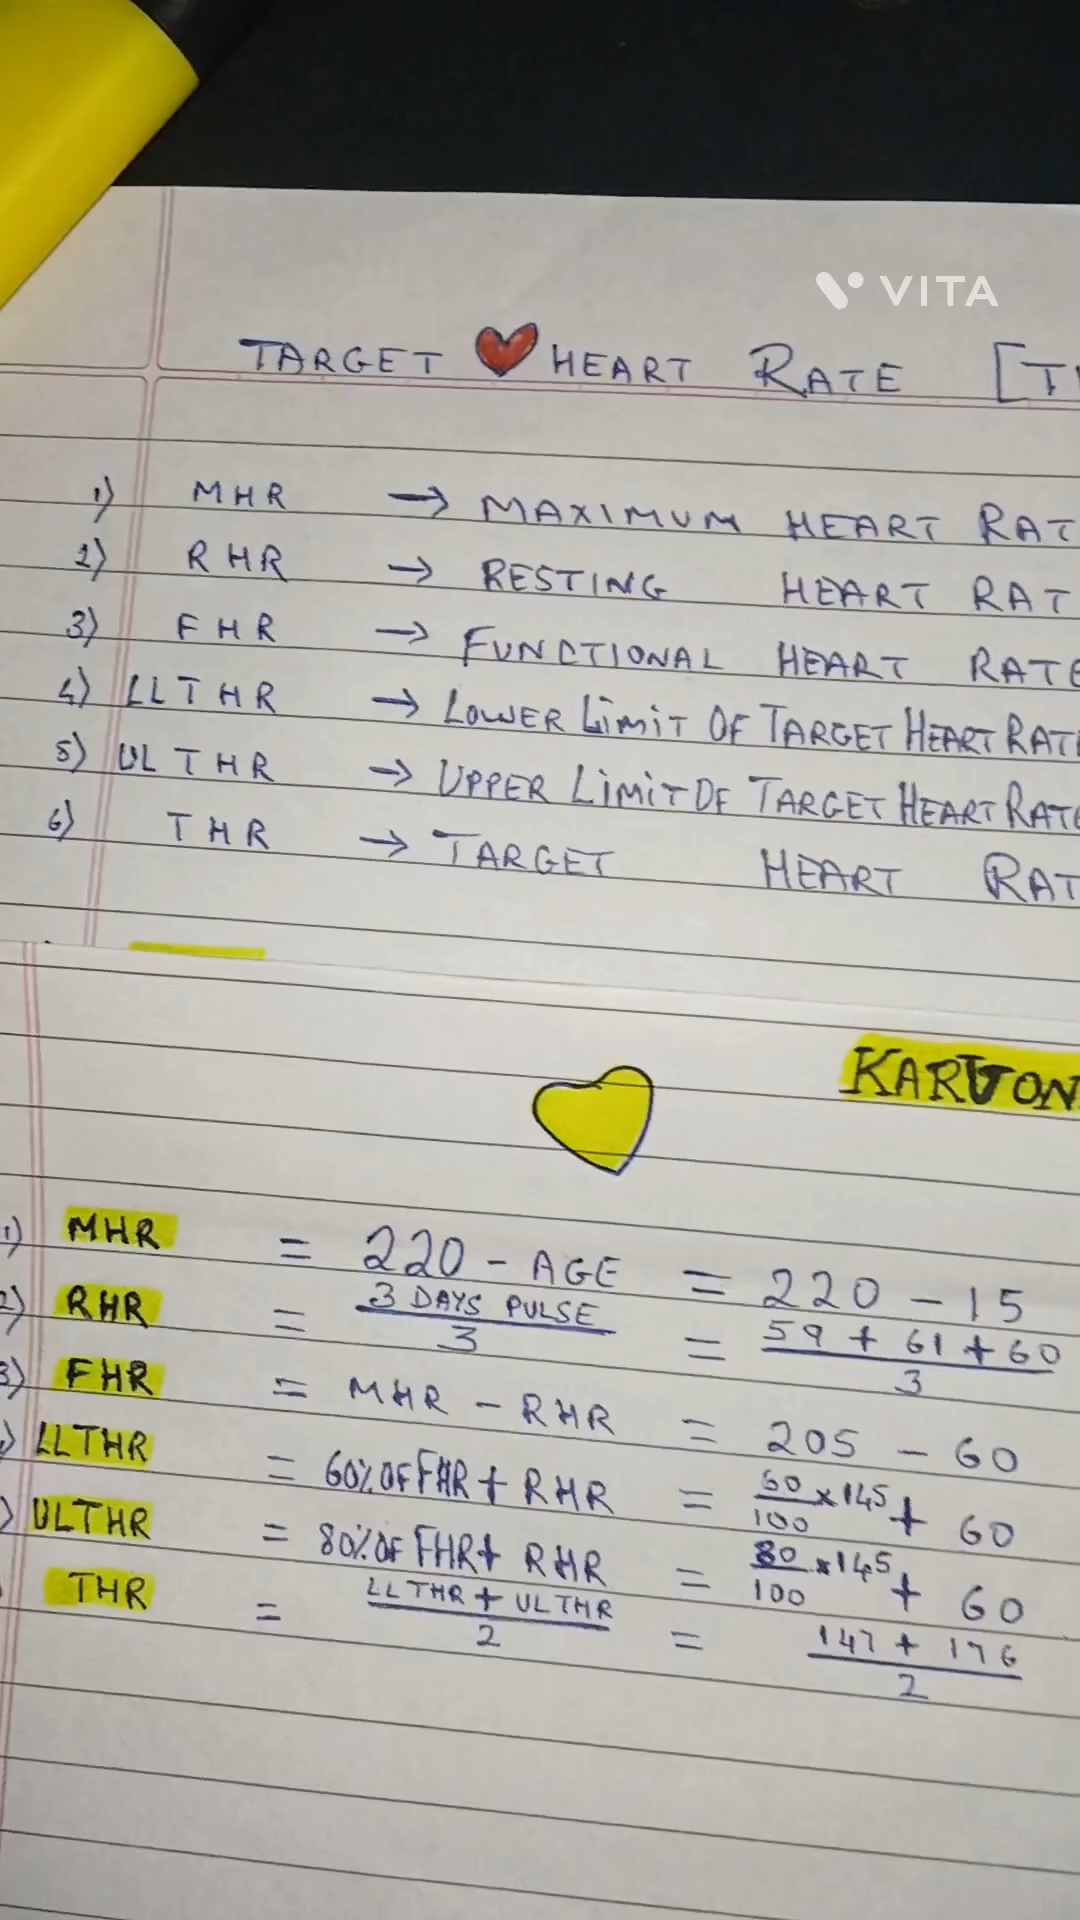 VITA
TARGET HEART RATE [T
1) MHR → MAXIMUM HEART RAT
2) RHR → RESTING HEART RAT
3) FHR → FUNCTIONAL HEART RATE
4) LLTHR → LOWER LIMIT OF TARGET HEART RATE
5) ULTHR → UPPER LIMIT OF TARGET HEART RATE
6) THR → TARGET HEART RAT
KARVON
1) MHR = 220 - AGE = 220 - 15
2) RHR = 3 DAYS PULSE / 3 = 59 + 61 + 60 / 3
3) FHR = MHR - RHR = 205 - 60
) LLTHR = 60% OF FHR + RHR = 60/100 x 145 + 60
) ULTHR = 80% OF FHR + RHR = 80/100 x 145 + 60
THR = LLTHR + ULTHR / 2 = 147 + 176 / 2